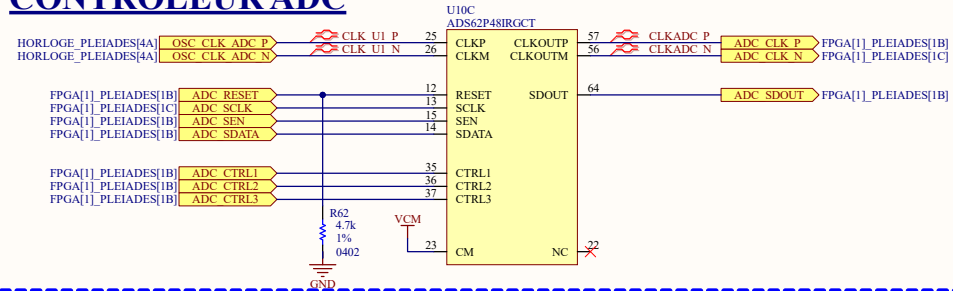 CONTROLEUR ADC
U10C
ADS62P48IRGCT
HORLOGE_PLEIADES[4A] OSC_CLK_ADC_P CLK_U1_P 25 CLKP CLKOUTP 57 CLKADC_P ADC_CLK_P FPGA[1]_PLEIADES[1B]
HORLOGE_PLEIADES[4A] OSC_CLK_ADC_N CLK_U1_N 26 CLKM CLKOUTM 56 CLKADC_N ADC_CLK_N FPGA[1]_PLEIADES[1C]
FPGA[1]_PLEIADES[1B] ADC_RESET 12 RESET SDOUT 64 ADC_SDOUT FPGA[1]_PLEIADES[1B]
FPGA[1]_PLEIADES[1C] ADC_SCLK 13 SCLK
FPGA[1]_PLEIADES[1B] ADC_SEN 15 SEN
FPGA[1]_PLEIADES[1B] ADC_SDATA 14 SDATA
FPGA[1]_PLEIADES[1B] ADC_CTRL1 35 CTRL1
FPGA[1]_PLEIADES[1B] ADC_CTRL2 36 CTRL2
FPGA[1]_PLEIADES[1B] ADC_CTRL3 37 CTRL3
R62
4.7k
1%
0402
GND
VCM
23 CM NC 22